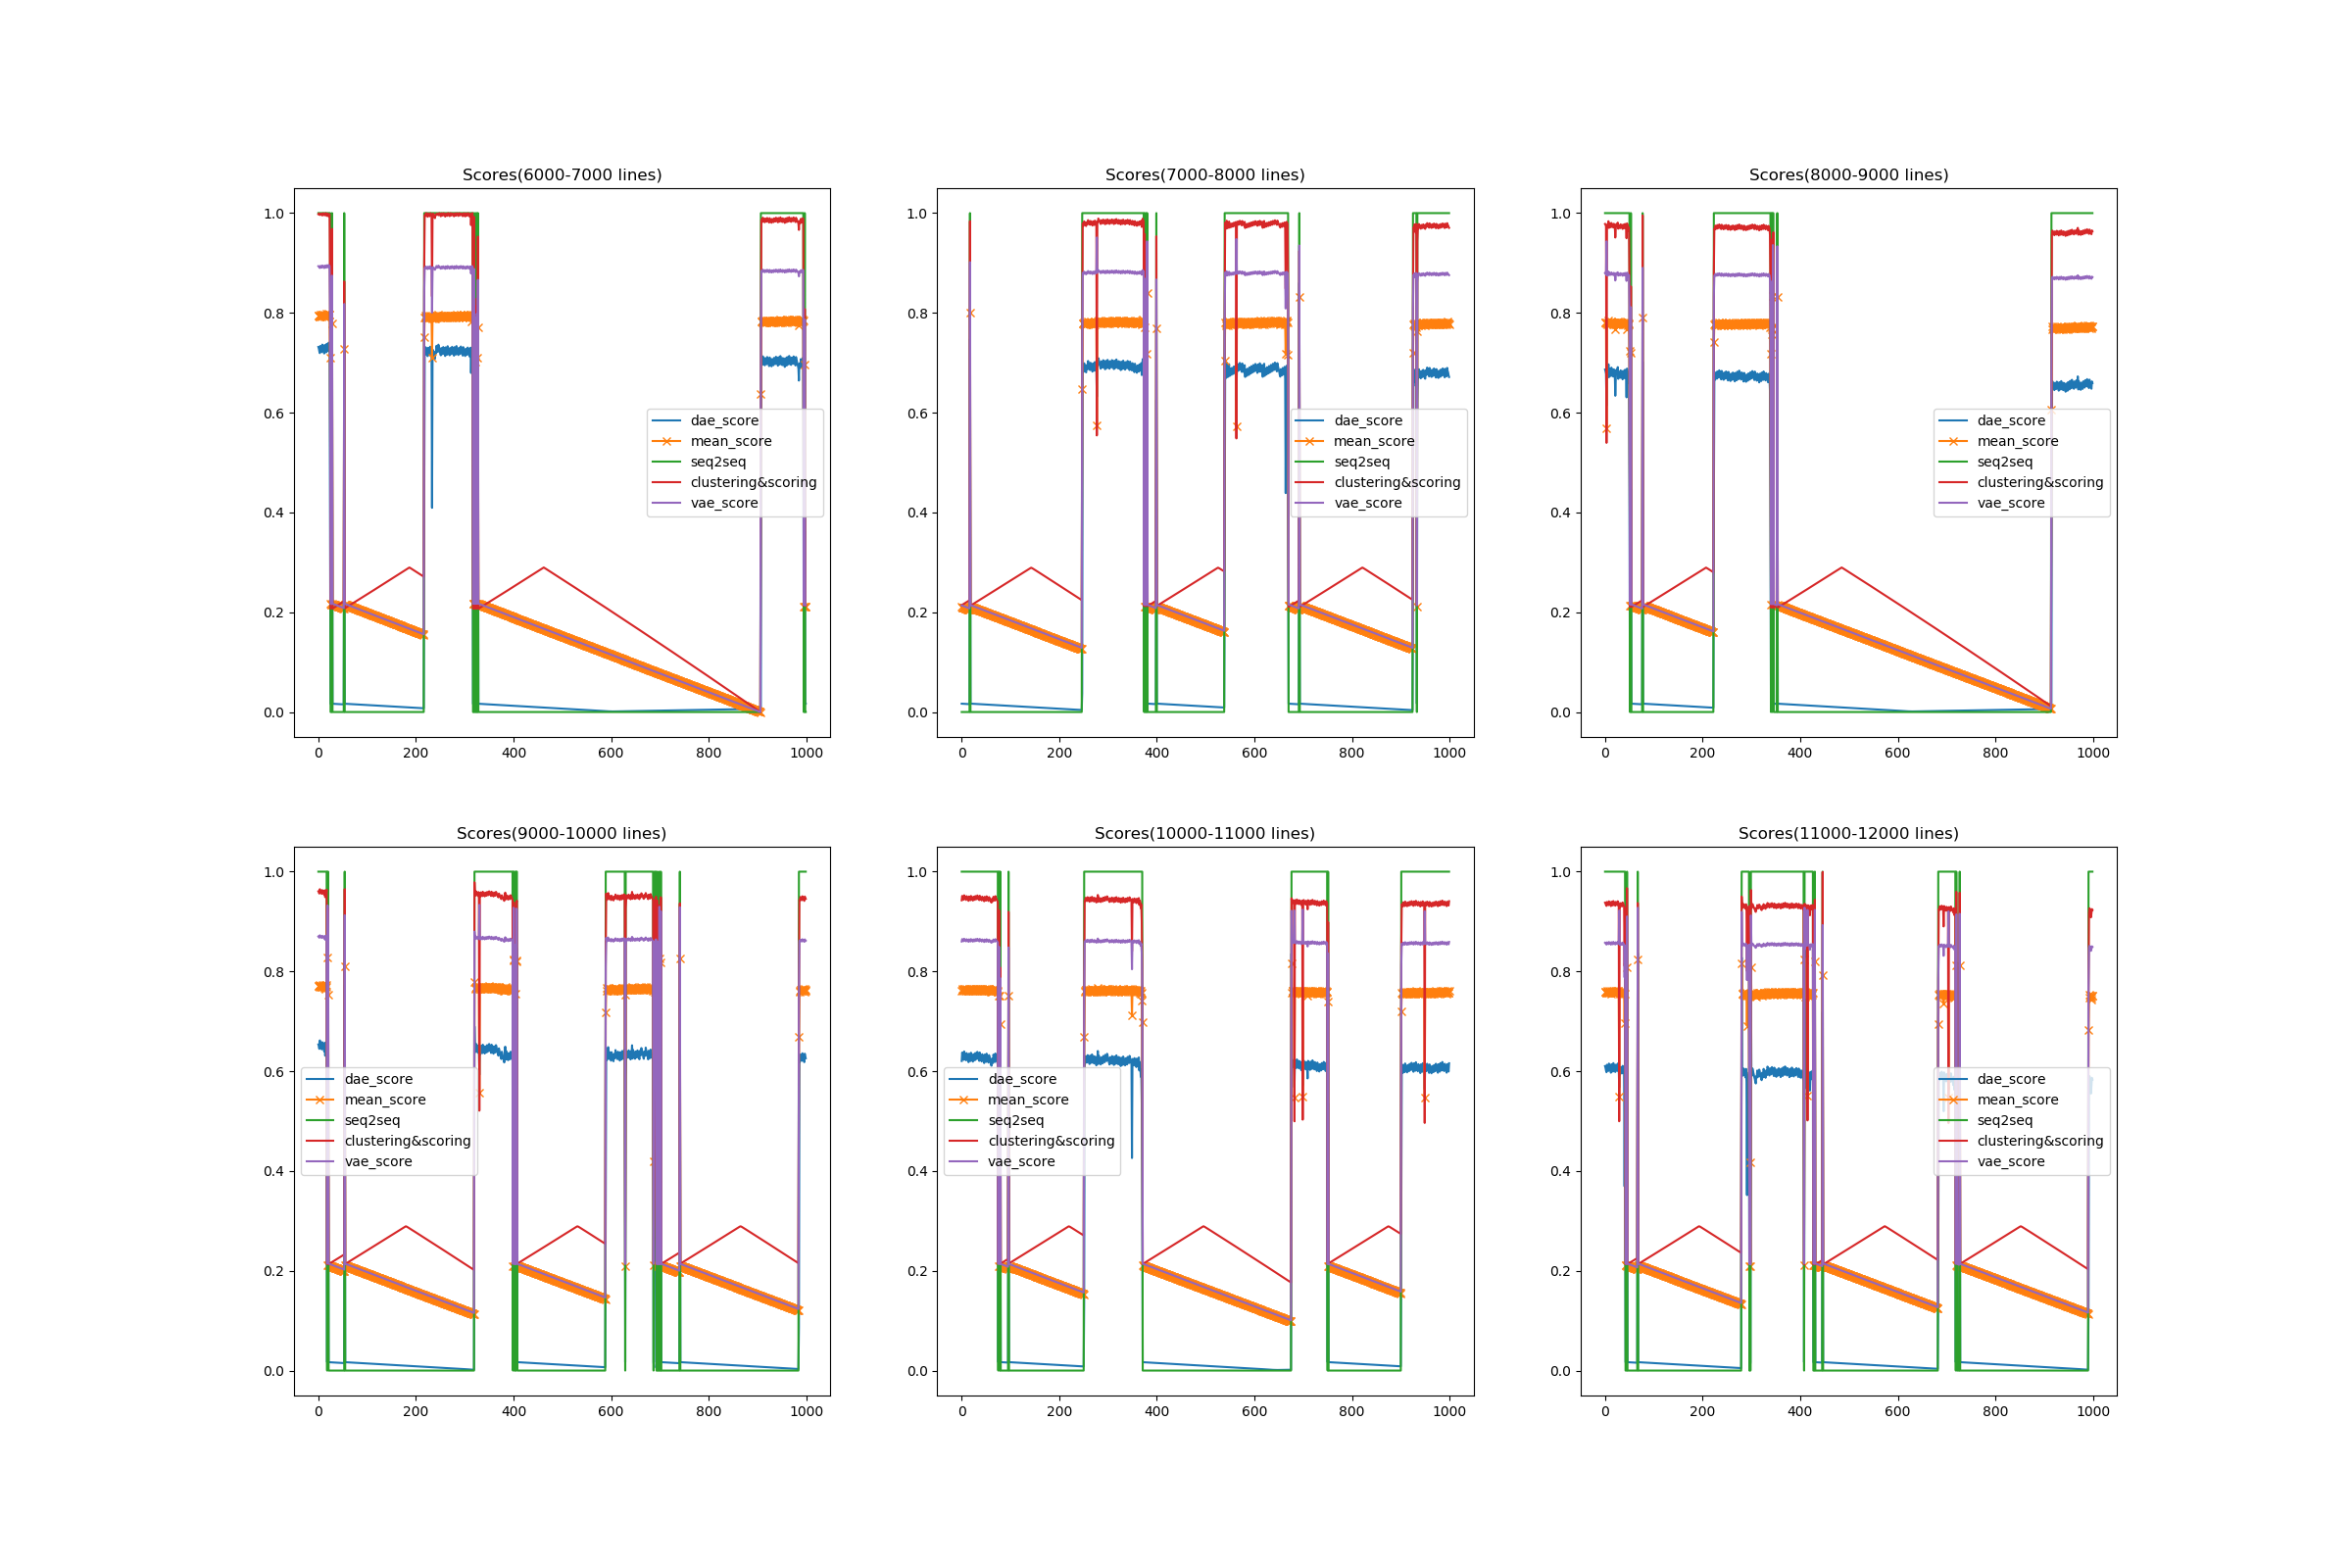 Scores(6000-7000 lines)
1.0
0.8
0.6
0.4
0.2
0.0
0 200 400 600 800 1000
dae_score
mean_score
seq2seq
clustering&scoring
vae_score
Scores(7000-8000 lines)
1.0
0.8
0.6
0.4
0.2
0.0
0 200 400 600 800 1000
dae_score
mean_score
seq2seq
clustering&scoring
vae_score
Scores(8000-9000 lines)
1.0
0.8
0.6
0.4
0.2
0.0
0 200 400 600 800 1000
dae_score
mean_score
seq2seq
clustering&scoring
vae_score
Scores(9000-10000 lines)
1.0
0.8
0.6
0.4
0.2
0.0
0 200 400 600 800 1000
dae_score
mean_score
seq2seq
clustering&scoring
vae_score
Scores(10000-11000 lines)
1.0
0.8
0.6
0.4
0.2
0.0
0 200 400 600 800 1000
dae_score
mean_score
seq2seq
clustering&scoring
vae_score
Scores(11000-12000 lines)
1.0
0.8
0.6
0.4
0.2
0.0
0 200 400 600 800 1000
dae_score
mean_score
seq2seq
clustering&scoring
vae_score